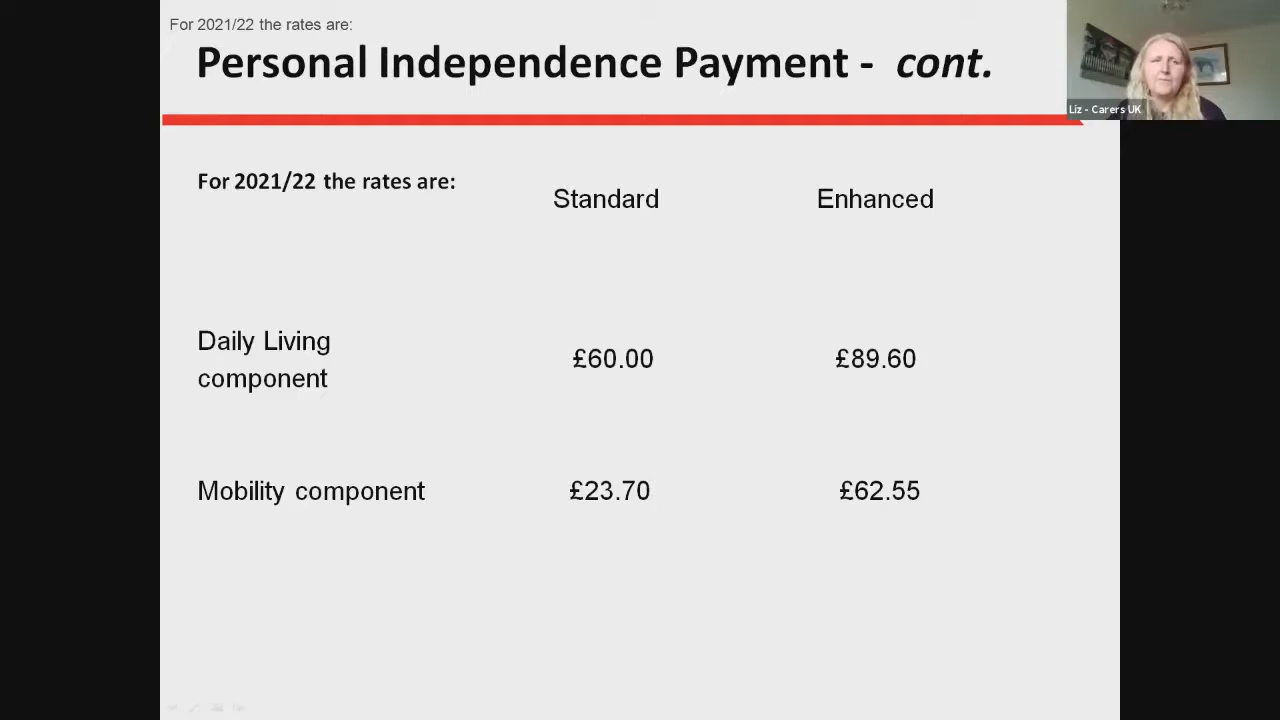 For 2021/22 the rates are:
Personal Independence Payment - cont.
Liz - Carers UK
For 2021/22 the rates are:
Standard
Enhanced
Daily Living
component
£60.00
£89.60
Mobility component
£23.70
£62.55